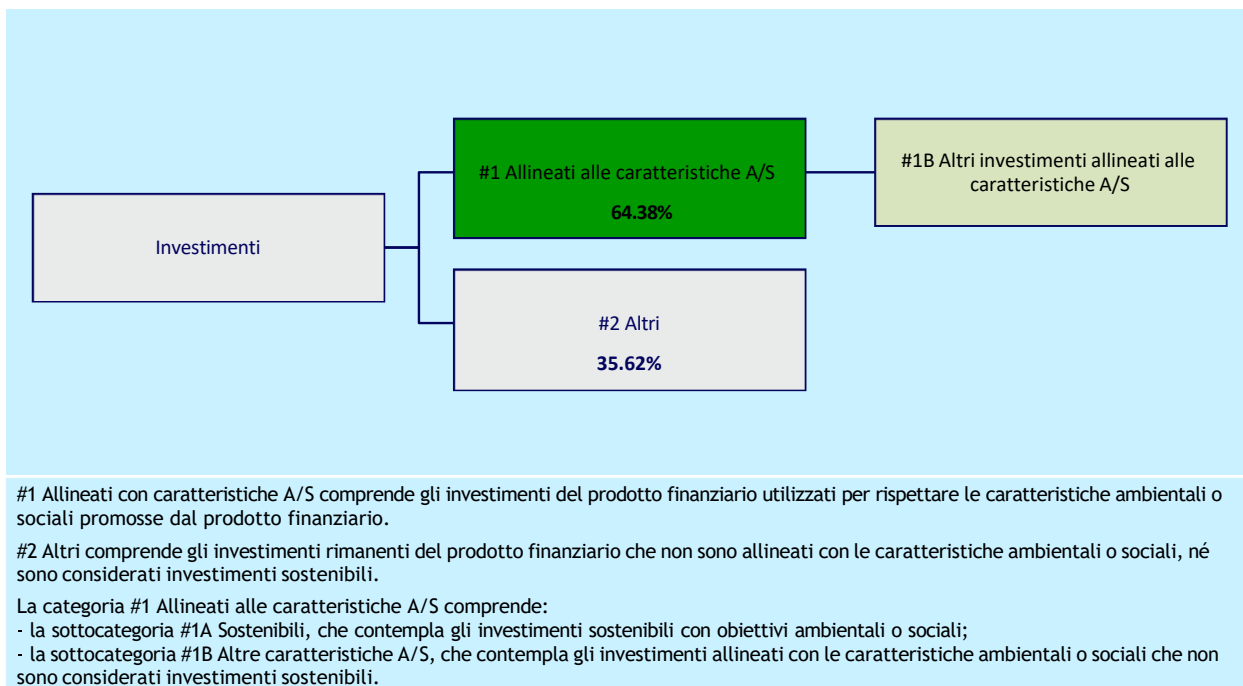 Investimenti
#1 Allineati alle caratteristiche A/S
64.38%
#1B Altri investimenti allineati alle
caratteristiche A/S
#2 Altri
35.62%
#1 Allineati con caratteristiche A/S comprende gli investimenti del prodotto finanziario utilizzati per rispettare le caratteristiche ambientali o
sociali promosse dal prodotto finanziario.
#2 Altri comprende gli investimenti rimanenti del prodotto finanziario che non sono allineati con le caratteristiche ambientali o sociali, né
sono considerati investimenti sostenibili.
La categoria #1 Allineati alle caratteristiche A/S comprende:
- la sottocategoria #1A Sostenibili, che contempla gli investimenti sostenibili con obiettivi ambientali o sociali;
- la sottocategoria #1B Altre caratteristiche A/S, che contempla gli investimenti allineati con le caratteristiche ambientali o sociali che non
sono considerati investimenti sostenibili.